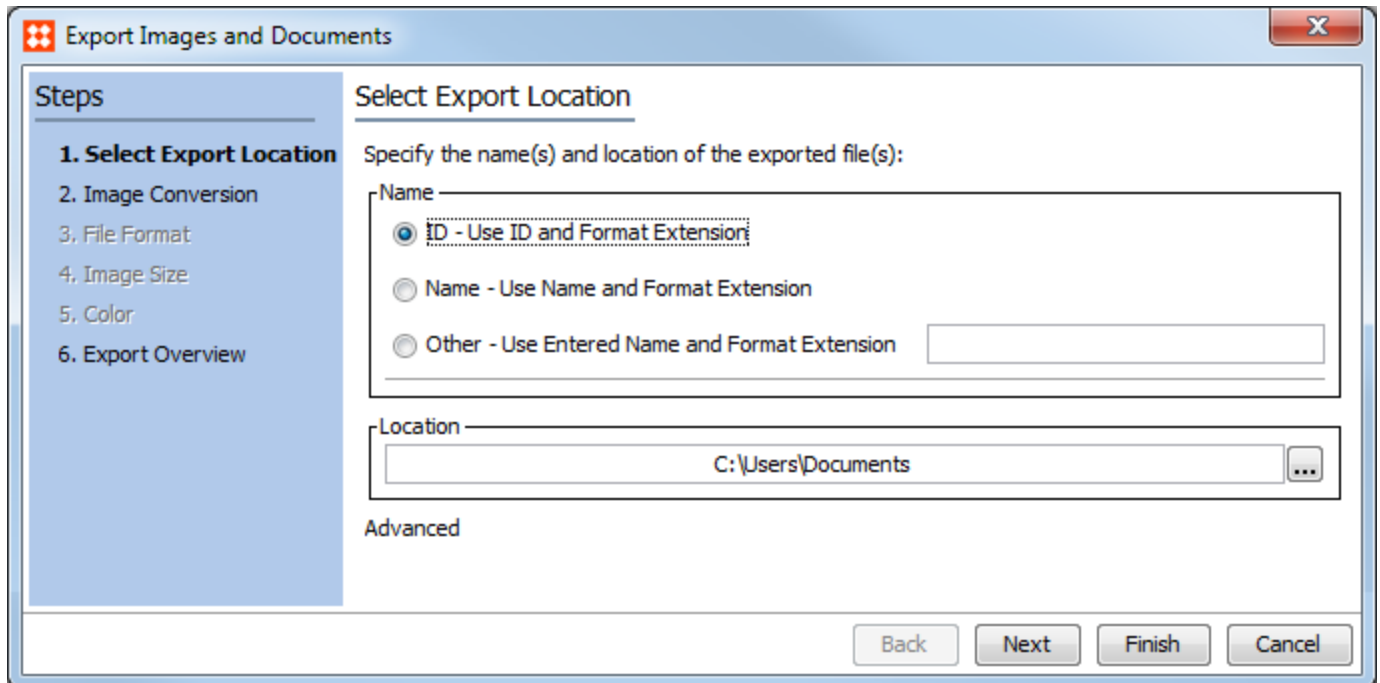 Export Images and Documents
X
Steps
1. Select Export Location
2. Image Conversion
3. File Format
4. Image Size
5. Color
6. Export Overview
Select Export Location
Specify the name(s) and location of the exported file(s):
Name
ID - Use ID and Format Extension
Name - Use Name and Format Extension
Other - Use Entered Name and Format Extension
Location
C:\Users\Documents
...
Advanced
Back Next Finish Cancel